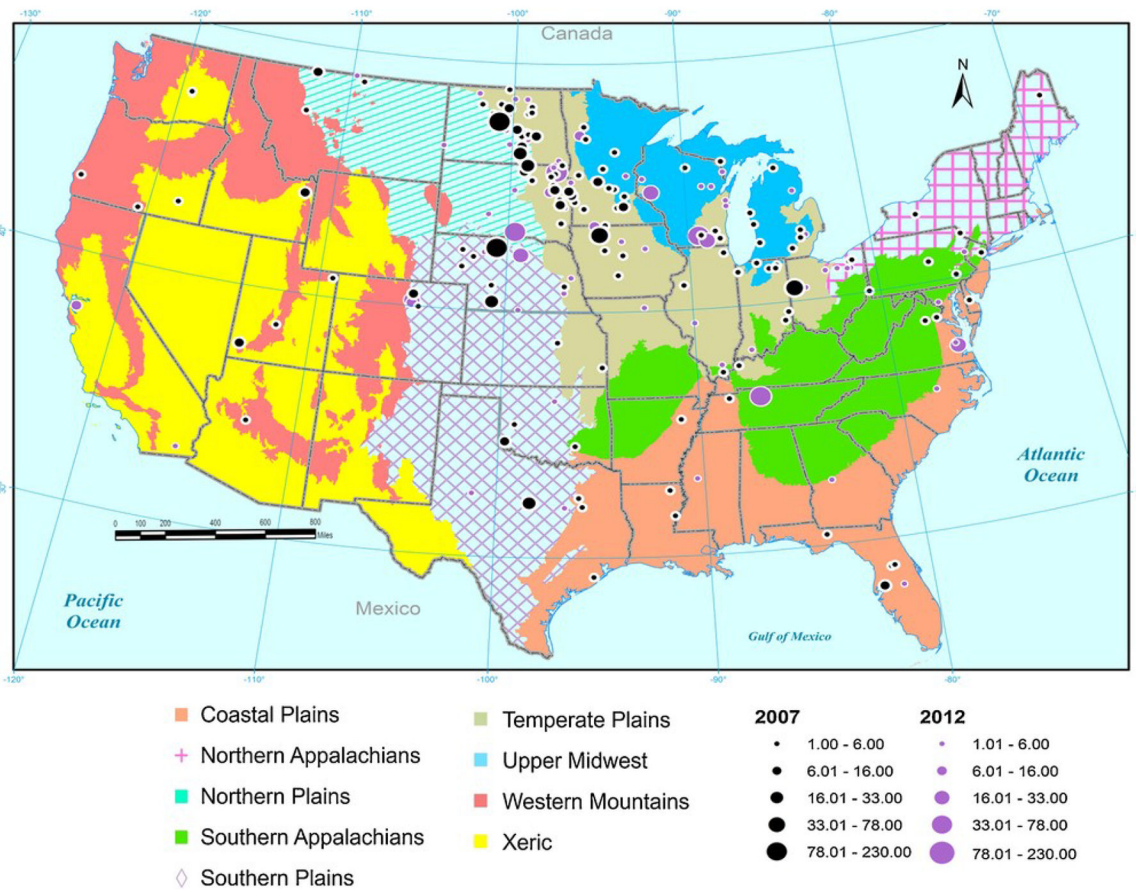 -130° -120° -110° -100° -90° -80° -70°
Canada
N
40°
Atlantic
Ocean
30°
0 100 200 400 600 800
Miles
Pacific
Ocean
Mexico
Gulf of Mexico
-120° -110° -100° -90° -80°
Coastal Plains
Northern Appalachians
Northern Plains
Southern Appalachians
Southern Plains
Temperate Plains
Upper Midwest
Western Mountains
Xeric
2007 2012
1.00 - 6.00 1.01 - 6.00
6.01 - 16.00 6.01 - 16.00
16.01 - 33.00 16.01 - 33.00
33.01 - 78.00 33.01 - 78.00
78.01 - 230.00 78.01 - 230.00